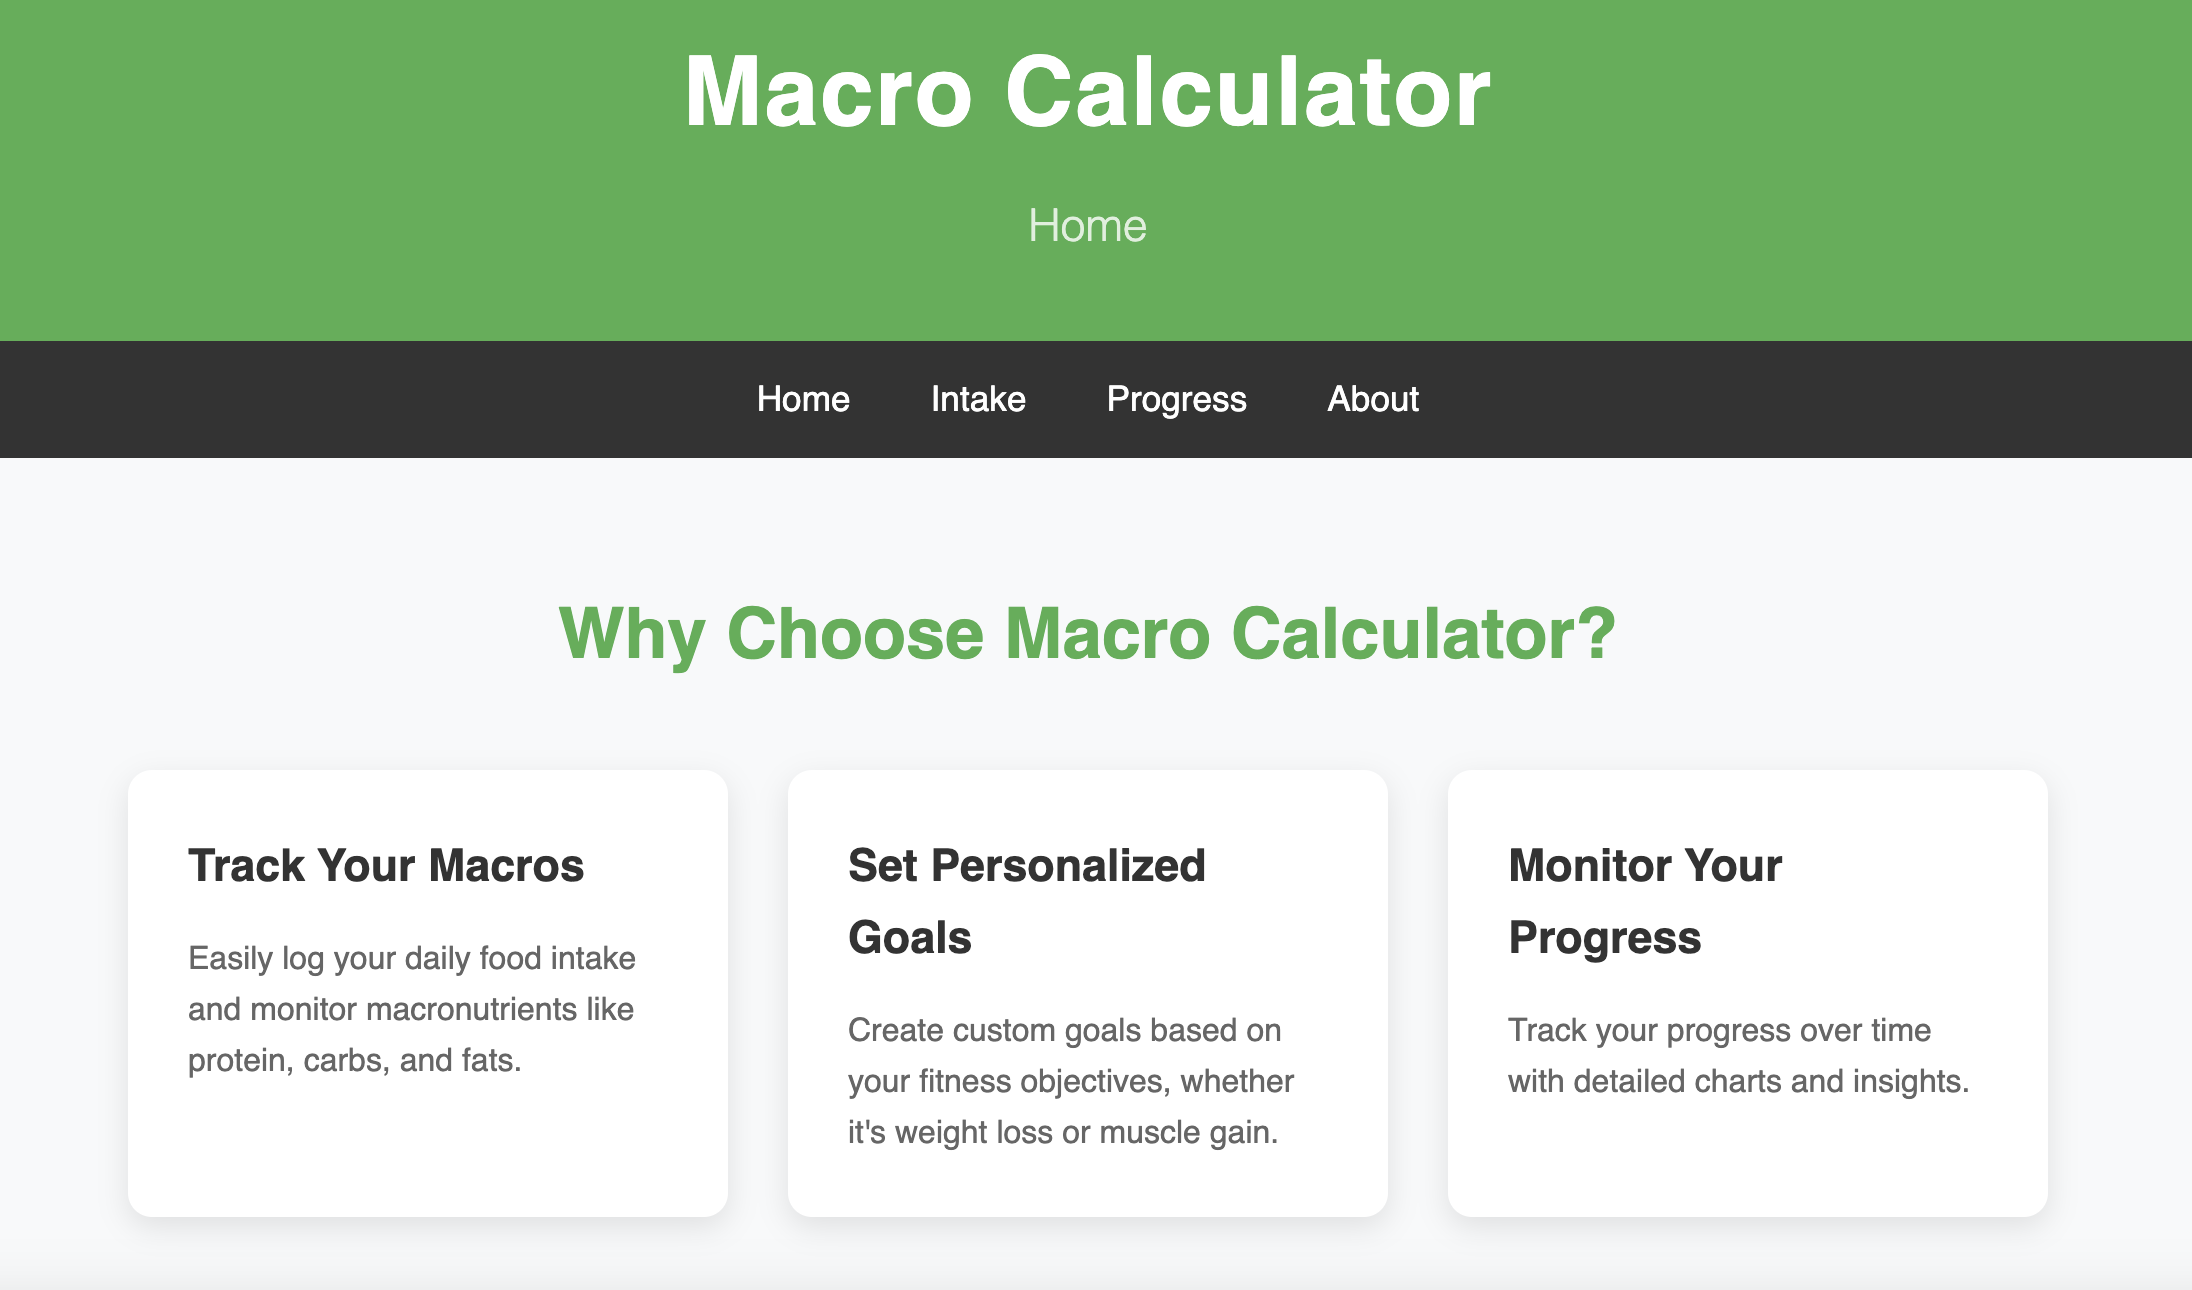 Macro Calculator
Home
Home Intake Progress About
Why Choose Macro Calculator?
Track Your Macros
Easily log your daily food intake
and monitor macronutrients like
protein, carbs, and fats.
Set Personalized
Goals
Create custom goals based on
your fitness objectives, whether
it's weight loss or muscle gain.
Monitor Your
Progress
Track your progress over time
with detailed charts and insights.